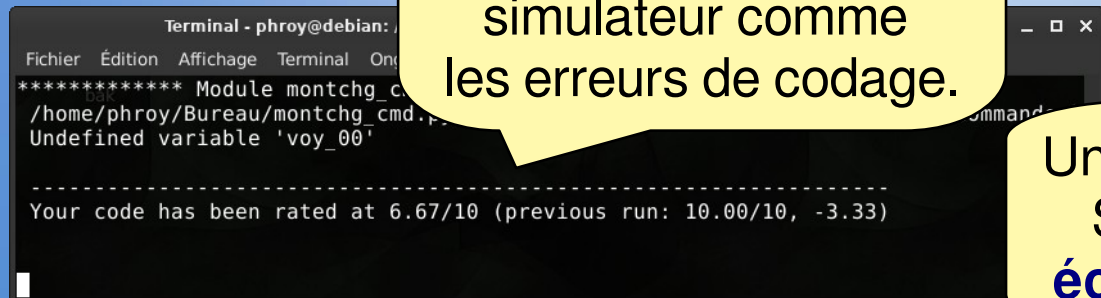 simulateur comme
les erreurs de codage.
Terminal - phroy@debian: /
Fichier Édition Affichage Terminal
************* Module montchg_c
bak
/home/phroy/Bureau/montchg_cmd.p
Undefined variable 'voy_00'
------------------------------------------------------------------
Your code has been rated at 6.67/10 (previous run: 10.00/10, -3.33)